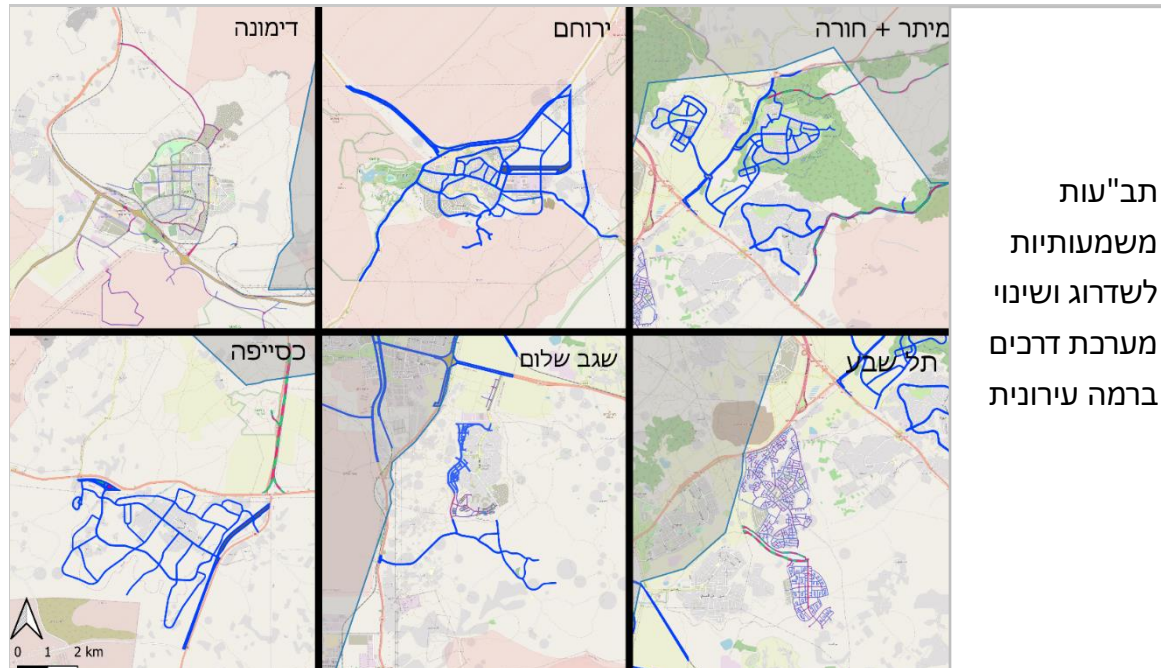 דימונה
ירוחם
מיתר + חורה
כסייפה
שגב שלום
תל שבע
תב"עות
משמעותיות
לשדרוג ושינוי
מערכת דרכים
ברמה עירונית
0 1 2 km